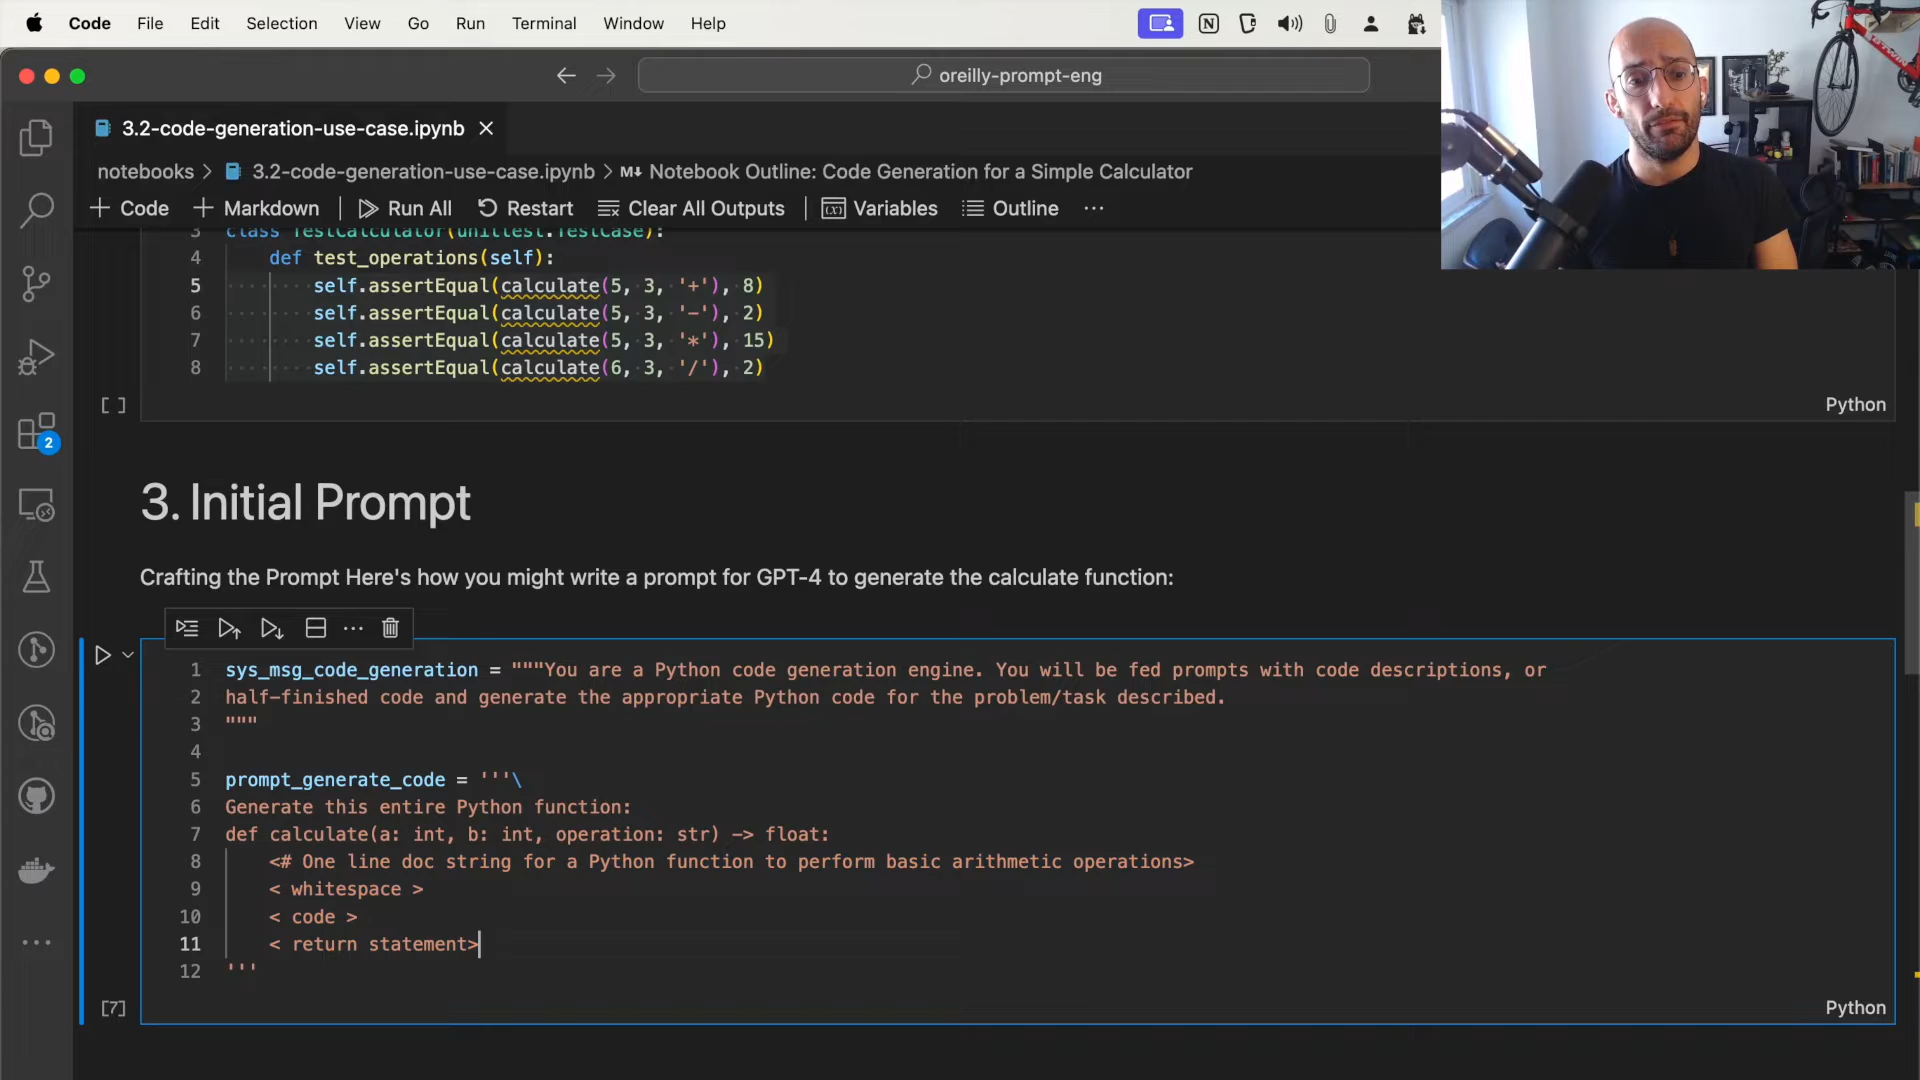 Code File Edit Selection View Go Run Terminal Window Help
oreilly-prompt-eng
3.2-code-generation-use-case.ipynb
notebooks > 3.2-code-generation-use-case.ipynb > M↓ Notebook Outline: Code Generation for a Simple Calculator
+ Code + Markdown Run All Restart Clear All Outputs Variables Outline ...
3 class TestCalculator(unittest.TestCase):
4 def test_operations(self):
5 self.assertEqual(calculate(5, 3, '+'), 8)
6 self.assertEqual(calculate(5, 3, '-'), 2)
7 self.assertEqual(calculate(5, 3, '*'), 15)
8 self.assertEqual(calculate(6, 3, '/'), 2)
[ ] Python
2
3. Initial Prompt
Crafting the Prompt Here's how you might write a prompt for GPT-4 to generate the calculate function:
1 sys_msg_code_generation = """You are a Python code generation engine. You will be fed prompts with code descriptions, or
2 half-finished code and generate the appropriate Python code for the problem/task described.
3 """
4
5 prompt_generate_code = '''\
6 Generate this entire Python function:
7 def calculate(a: int, b: int, operation: str) -> float:
8 <# One line doc string for a Python function to perform basic arithmetic operations>
9 < whitespace >
10 < code >
11 < return statement>
12 '''
[7] Python